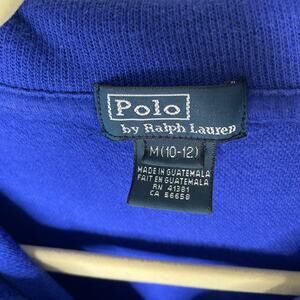 Polo
by Ralph Lauren
M(10-12)
MADE IN GUATEMALA
FAIT EN GUATEMALA
RN 41381
CA 56658